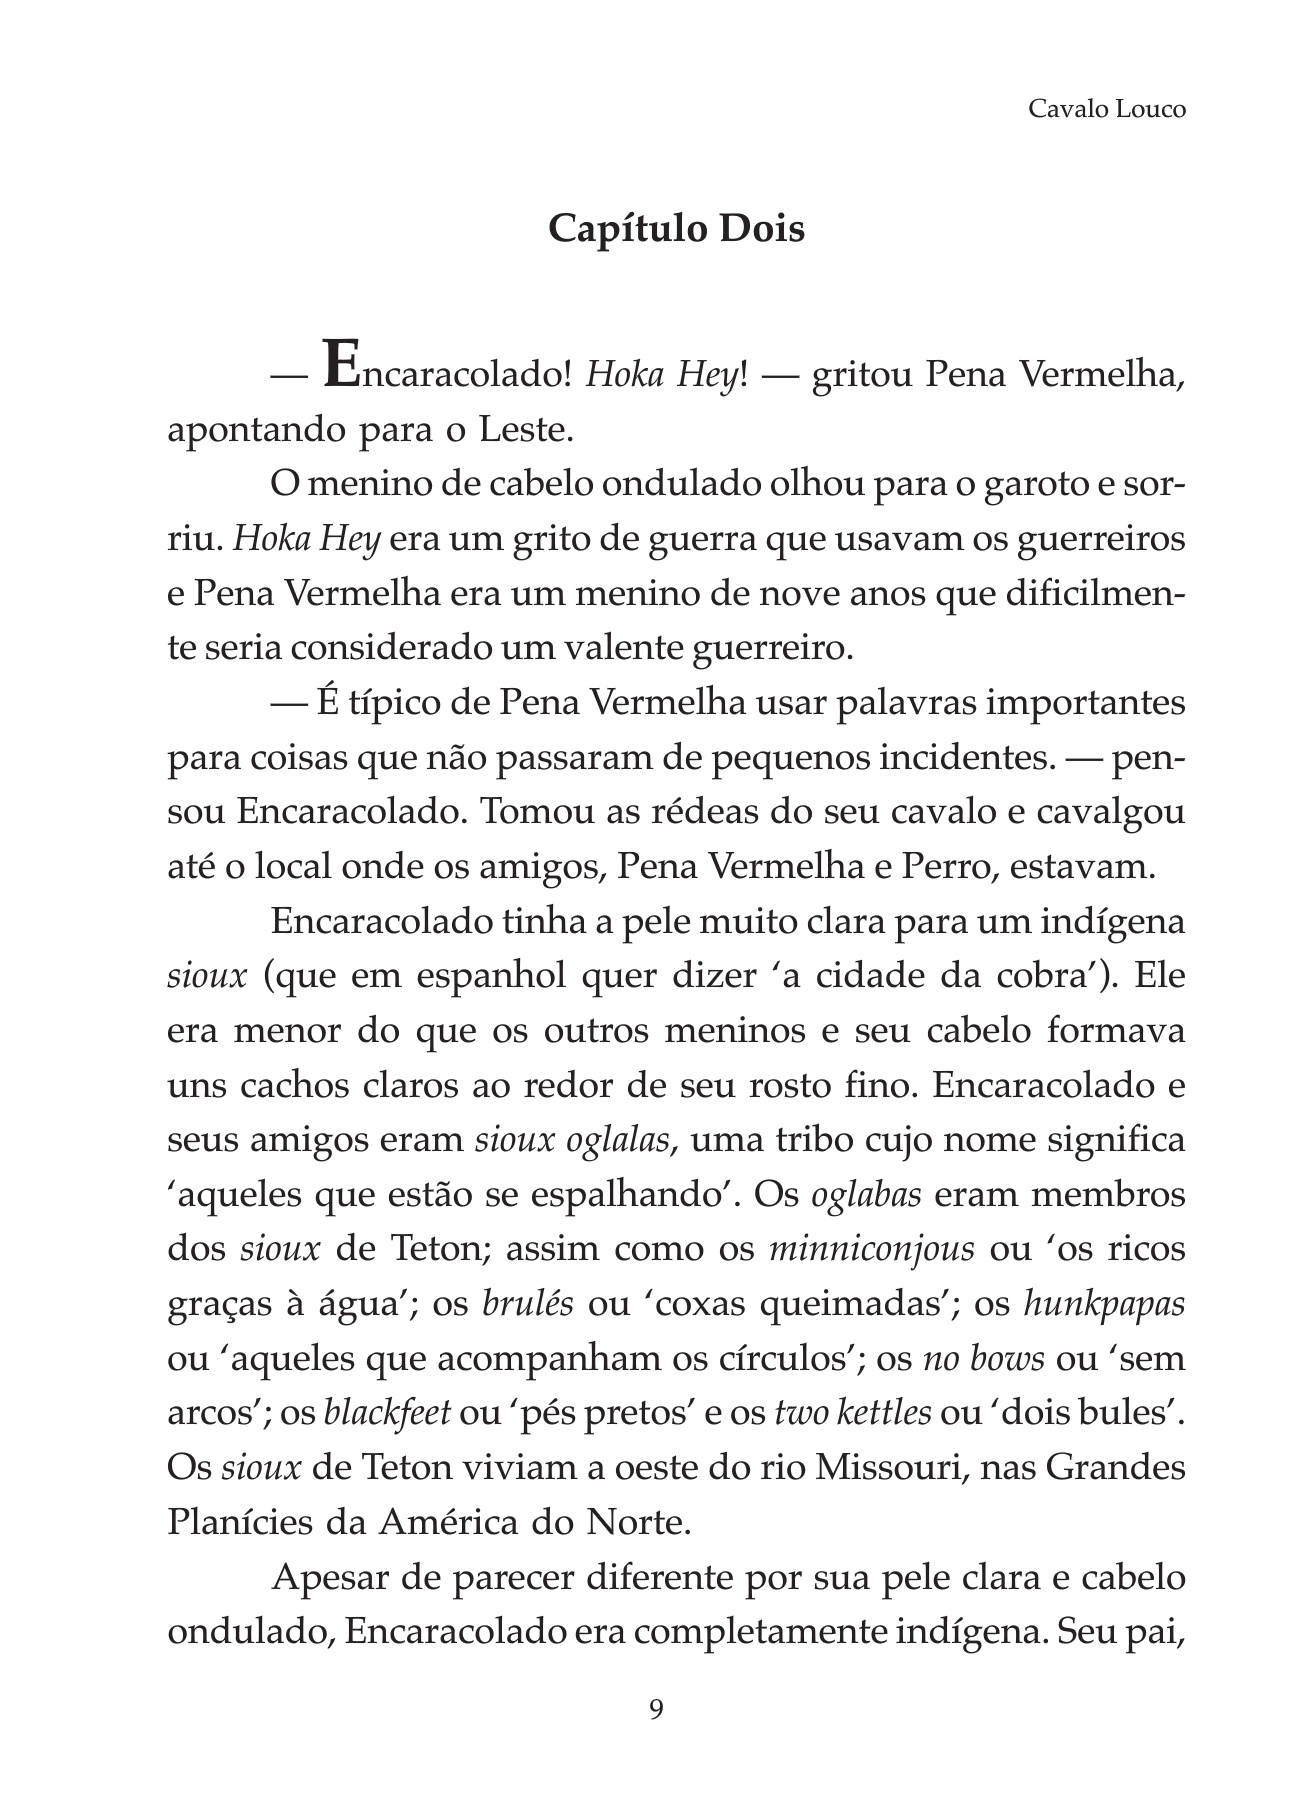 Cavalo Louco
Capítulo Dois
— Encaracolado! Hoka Hey! — gritou Pena Vermelha,
apontando para o Leste.
O menino de cabelo ondulado olhou para o garoto e sor-
riu. Hoka Hey era um grito de guerra que usavam os guerreiros
e Pena Vermelha era um menino de nove anos que dificilmen-
te seria considerado um valente guerreiro.
— É típico de Pena Vermelha usar palavras importantes
para coisas que não passaram de pequenos incidentes. — pen-
sou Encaracolado. Tomou as rédeas do seu cavalo e cavalgou
até o local onde os amigos, Pena Vermelha e Perro, estavam.
Encaracolado tinha a pele muito clara para um indígena
sioux (que em espanhol quer dizer ‘a cidade da cobra’). Ele
era menor do que os outros meninos e seu cabelo formava
uns cachos claros ao redor de seu rosto fino. Encaracolado e
seus amigos eram sioux oglalas, uma tribo cujo nome significa
‘aqueles que estão se espalhando’. Os oglabas eram membros
dos sioux de Teton; assim como os minniconjous ou ‘os ricos
graças à água’; os brulés ou ‘coxas queimadas’; os hunkpapas
ou ‘aqueles que acompanham os círculos’; os no bows ou ‘sem
arcos’; os blackfeet ou ‘pés pretos’ e os two kettles ou ‘dois bules’.
Os sioux de Teton viviam a oeste do rio Missouri, nas Grandes
Planícies da América do Norte.
Apesar de parecer diferente por sua pele clara e cabelo
ondulado, Encaracolado era completamente indígena. Seu pai,
9